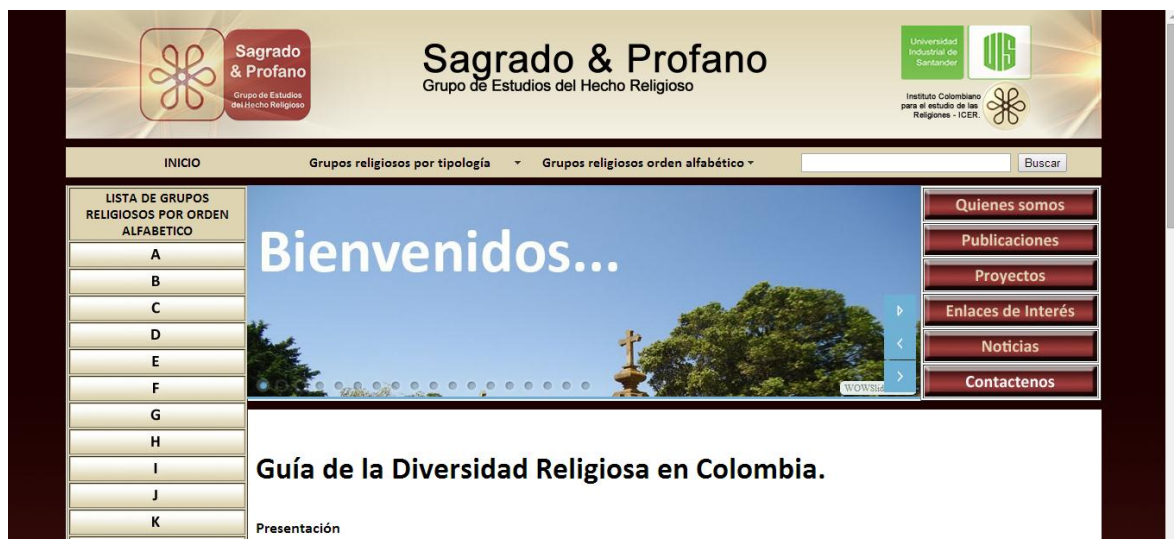 Sagrado
& Profano
Grupo de Estudios
del Hecho Religioso
Sagrado & Profano
Grupo de Estudios del Hecho Religioso
Universidad
Industrial de
Santander
UIS
Instituto Colombiano
para el estudio de las
Religiones - ICER.
INICIO
Grupos religiosos por tipología
Grupos religiosos orden alfabético
Buscar
LISTA DE GRUPOS
RELIGIOSOS POR ORDEN
ALFABETICO
A
B
C
D
E
F
G
H
I
J
K
Bienvenidos...
Quienes somos
Publicaciones
Proyectos
Enlaces de Interés
Noticias
Contactenos
Guía de la Diversidad Religiosa en Colombia.
Presentación